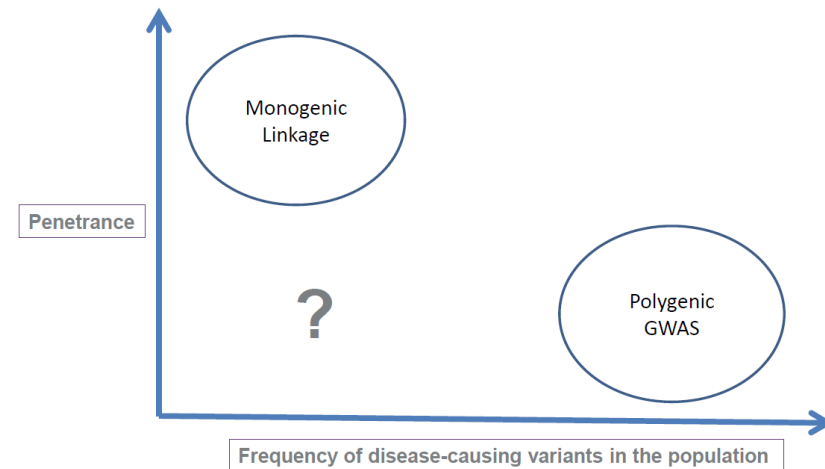 Monogenic
Linkage
Penetrance
?
Polygenic
GWAS
Frequency of disease-causing variants in the population